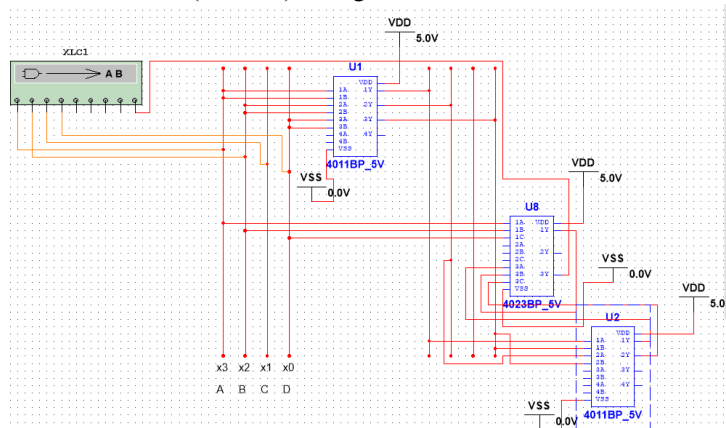 VDD
5.0V
XLC1
A B
U1
VDD
1A
1Y
1B
2A
2Y
2B
3A
3Y
3B
4A
4Y
4B
VSS
4011BP_5V
VSS
0.0V
VDD
5.0V
U8
1A
VDD
1B
1Y
1C
2A
2B
2Y
2C
3A
3B
3Y
3C
VSS
4023BP_5V
VSS
0.0V
VDD
5.0
U2
VDD
1A
1Y
1B
2A
2Y
2B
3A
3Y
3B
4A
4Y
4B
VSS
4011BP_5V
VSS
0.0V
x3 x2 x1 x0
A B C D